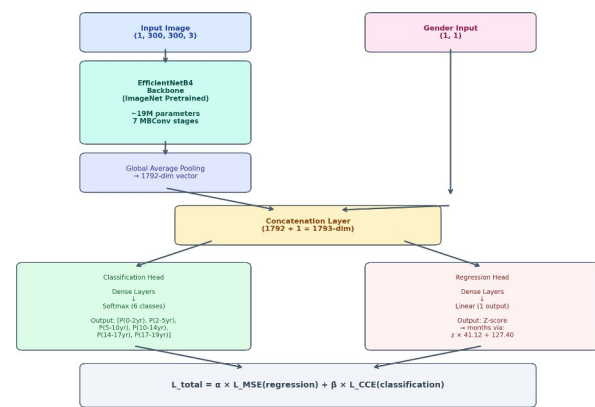 Input Image
(1, 300, 300, 3)
Gender Input
(1, 1)
EfficientNetB4
Backbone
(ImageNet Pretrained)
~19M parameters
7 MBConv stages
Global Average Pooling
→ 1792-dim vector
Concatenation Layer
(1792 + 1 = 1793-dim)
Classification Head
Dense Layers
↓
Softmax (6 classes)
Output: [P(0-2yr), P(2-5yr),
P(5-10yr), P(10-14yr),
P(14-17yr), P(17-19yr)]
Regression Head
Dense Layers
↓
Linear (1 output)
Output: Z-score
→ months via:
z × 41.12 + 127.40
L_total = α × L_MSE(regression) + β × L_CCE(classification)